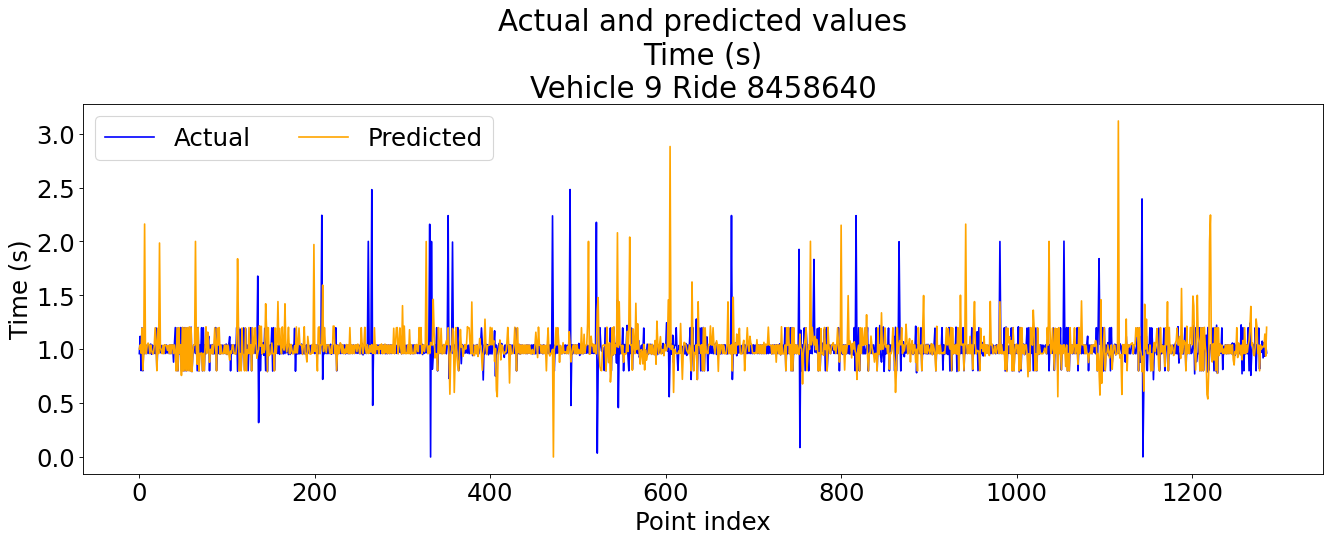 Actual and predicted values
Time (s)
Vehicle 9 Ride 8458640
Actual
Predicted
Time (s)
3.0
2.5
2.0
1.5
1.0
0.5
0.0
0
200
400
600
800
1000
1200
Point index